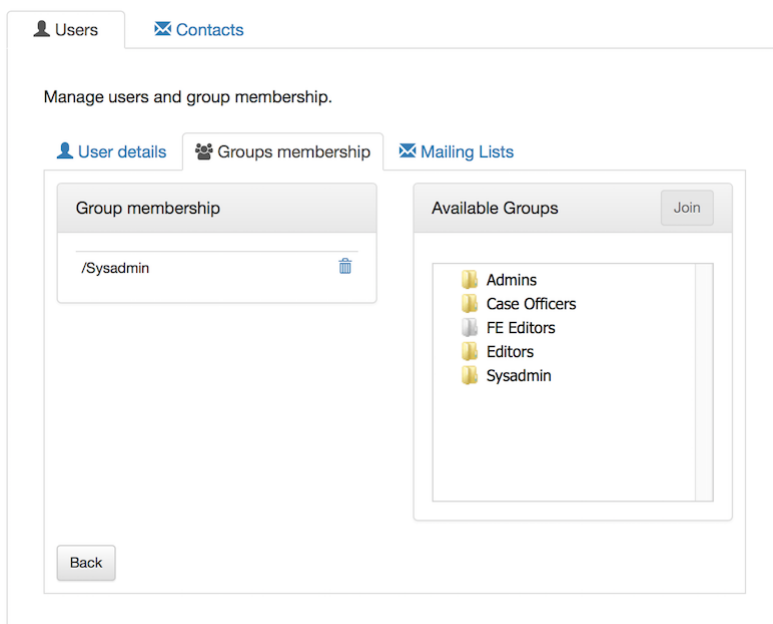 Users Contacts
Manage users and group membership.
User details Groups membership Mailing Lists
Group membership
/Sysadmin
Available Groups Join
Admins
Case Officers
FE Editors
Editors
Sysadmin
Back